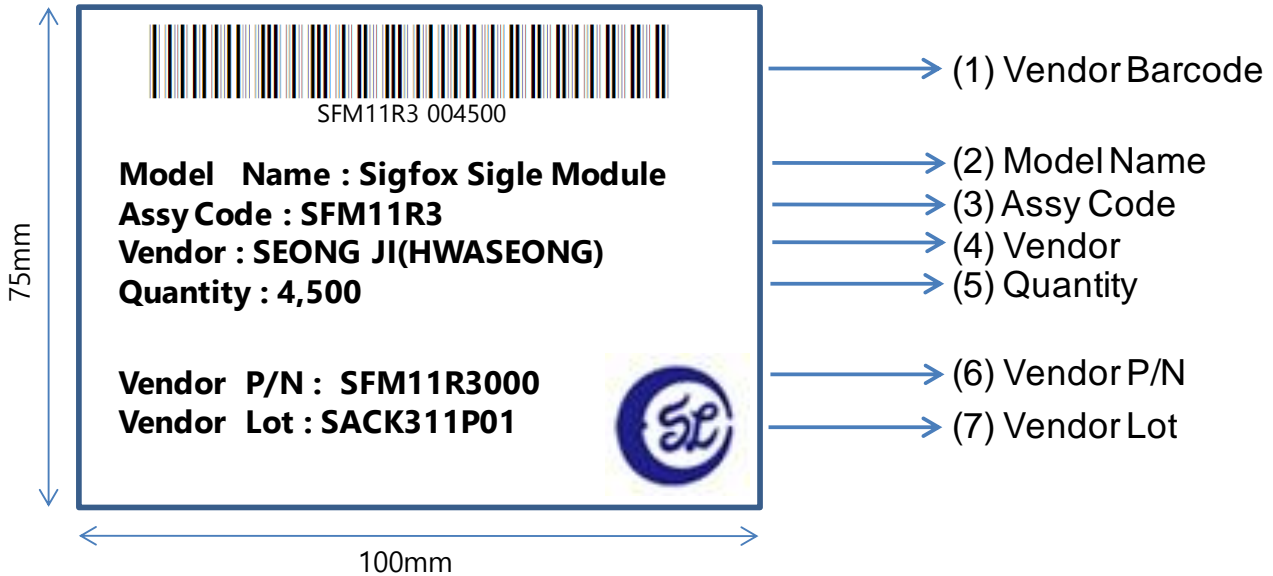 SFM11R3 004500
(1) Vendor Barcode
Model Name : Sigfox Sigle Module
(2) Model Name
Assy Code : SFM11R3
(3) Assy Code
Vendor : SEONG JI(HWASEONG)
(4) Vendor
Quantity : 4,500
(5) Quantity
75mm
Vendor P/N : SFM11R3000
(6) Vendor P/N
Vendor Lot : SACK311P01
(7) Vendor Lot
100mm